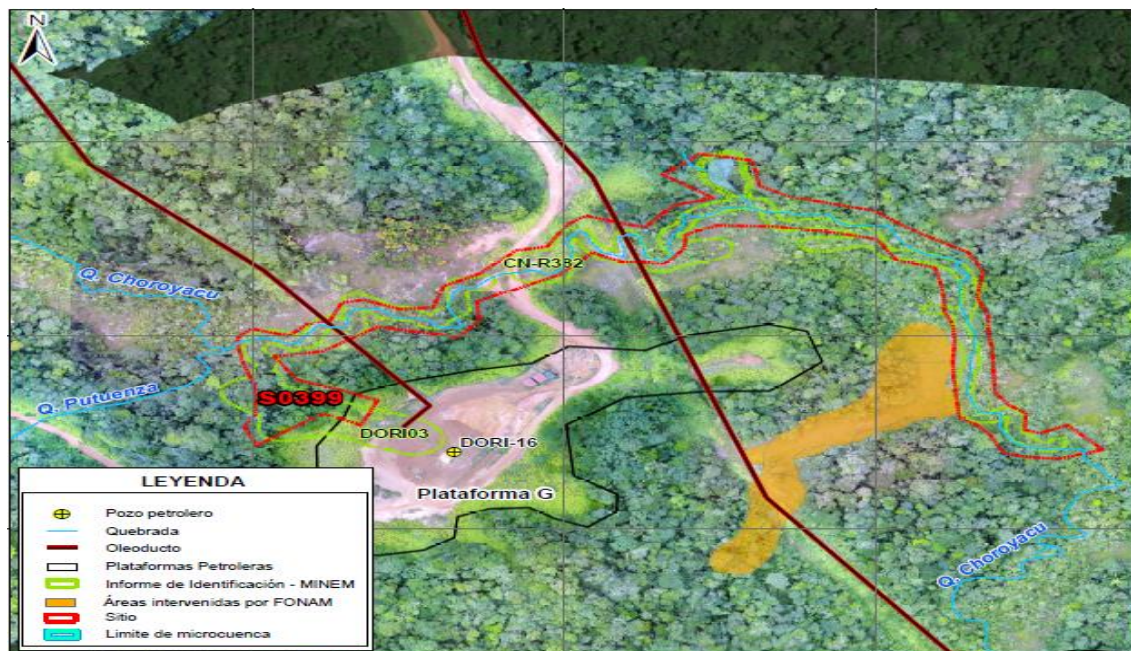 N
Q. Choroyacu
CN-R382
Q. Putuenza
S0399
DORI03
DORI-16
Plataforma G
Q. Choroyacu
LEYENDA
Pozo petrolero
Quebrada
Oleoducto
Plataformas Petroleras
Informe de Identificación - MINEM
Áreas intervenidas por FONAM
Sitio
Limite de microcuenca